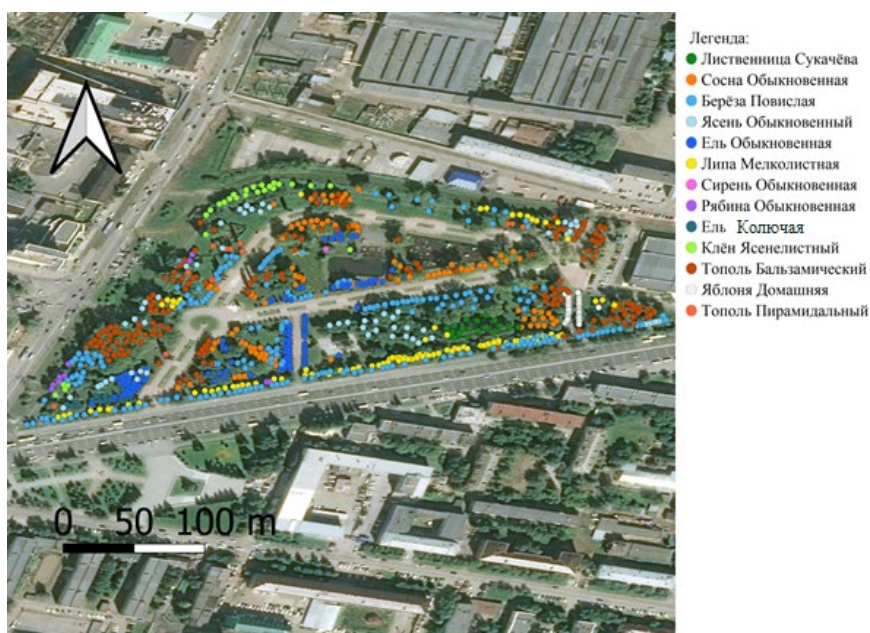 Легенда:
Лиственница Сукачёва
Сосна Обыкновенная
Берёза Повислая
Ясень Обыкновенный
Ель Обыкновенная
Липа Мелколистная
Сирень Обыкновенная
Рябина Обыкновенная
Ель Колючая
Клён Ясенелистный
Тополь Бальзамический
Яблоня Домашняя
Тополь Пирамидальный
0 50 100 m